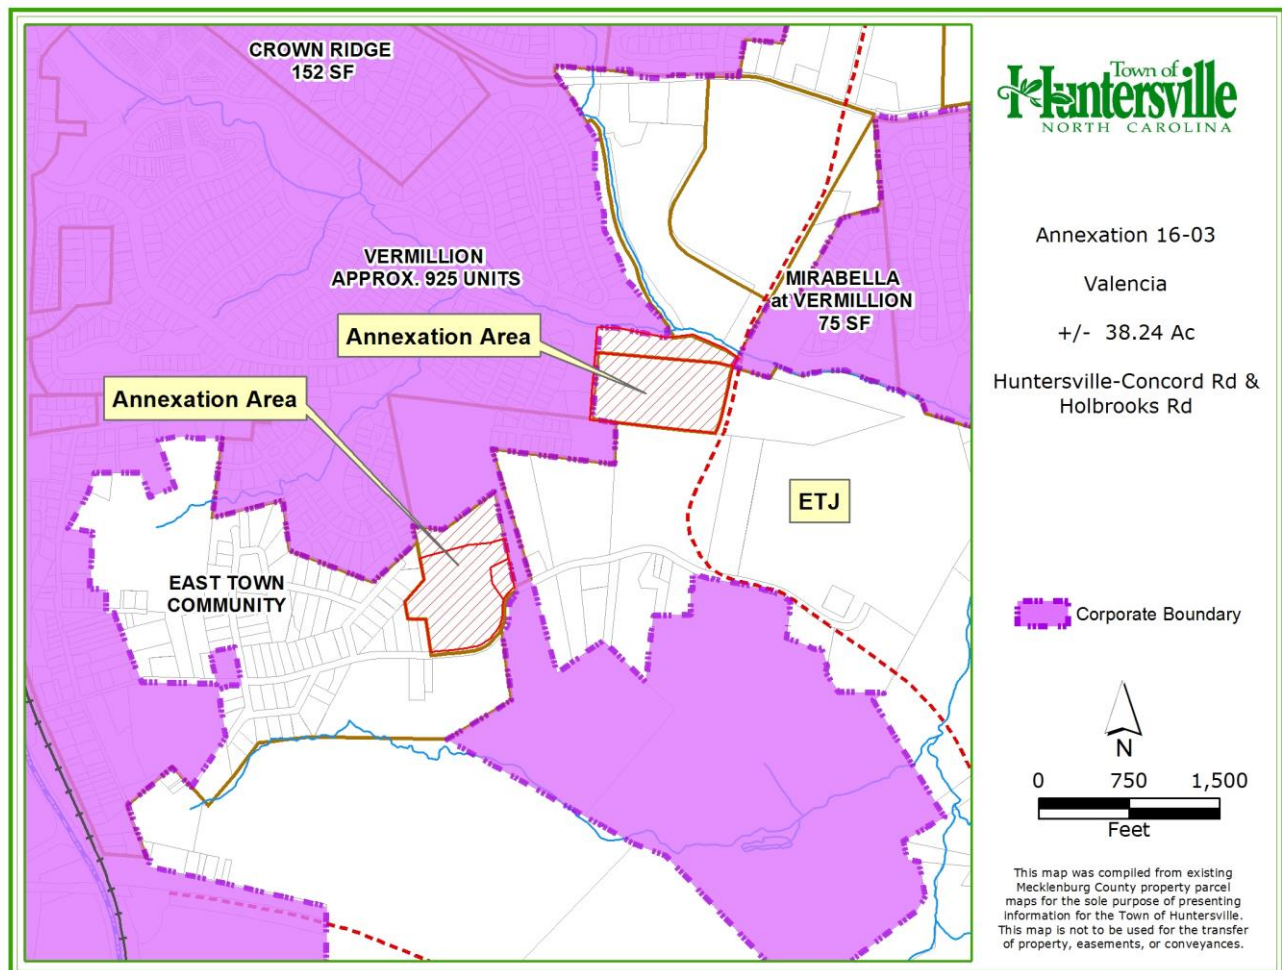 CROWN RIDGE
152 SF
VERMILLION
APPROX. 925 UNITS
MIRABELLA
at VERMILLION
75 SF
Annexation Area
Annexation Area
ETJ
EAST TOWN
COMMUNITY
Town of
Huntersville
NORTH CAROLINA
Annexation 16-03
Valencia
+/- 38.24 Ac
Huntersville-Concord Rd &
Holbrooks Rd
Corporate Boundary
N
0 750 1,500
Feet
This map was compiled from existing
Mecklenburg County property parcel
maps for the sole purpose of presenting
information for the Town of Huntersville.
This map is not to be used for the transfer
of property, easements, or conveyances.